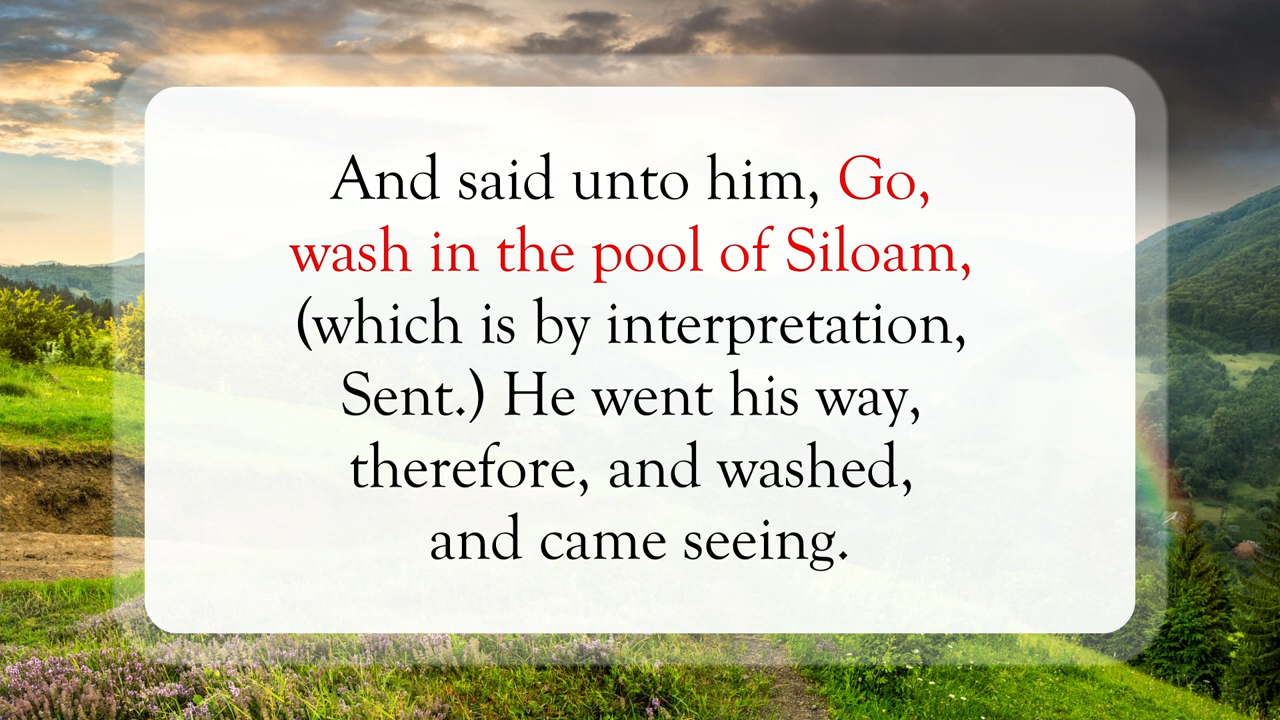 And said unto him, Go,
wash in the pool of Siloam,
(which is by interpretation,
Sent.) He went his way,
therefore, and washed,
and came seeing.